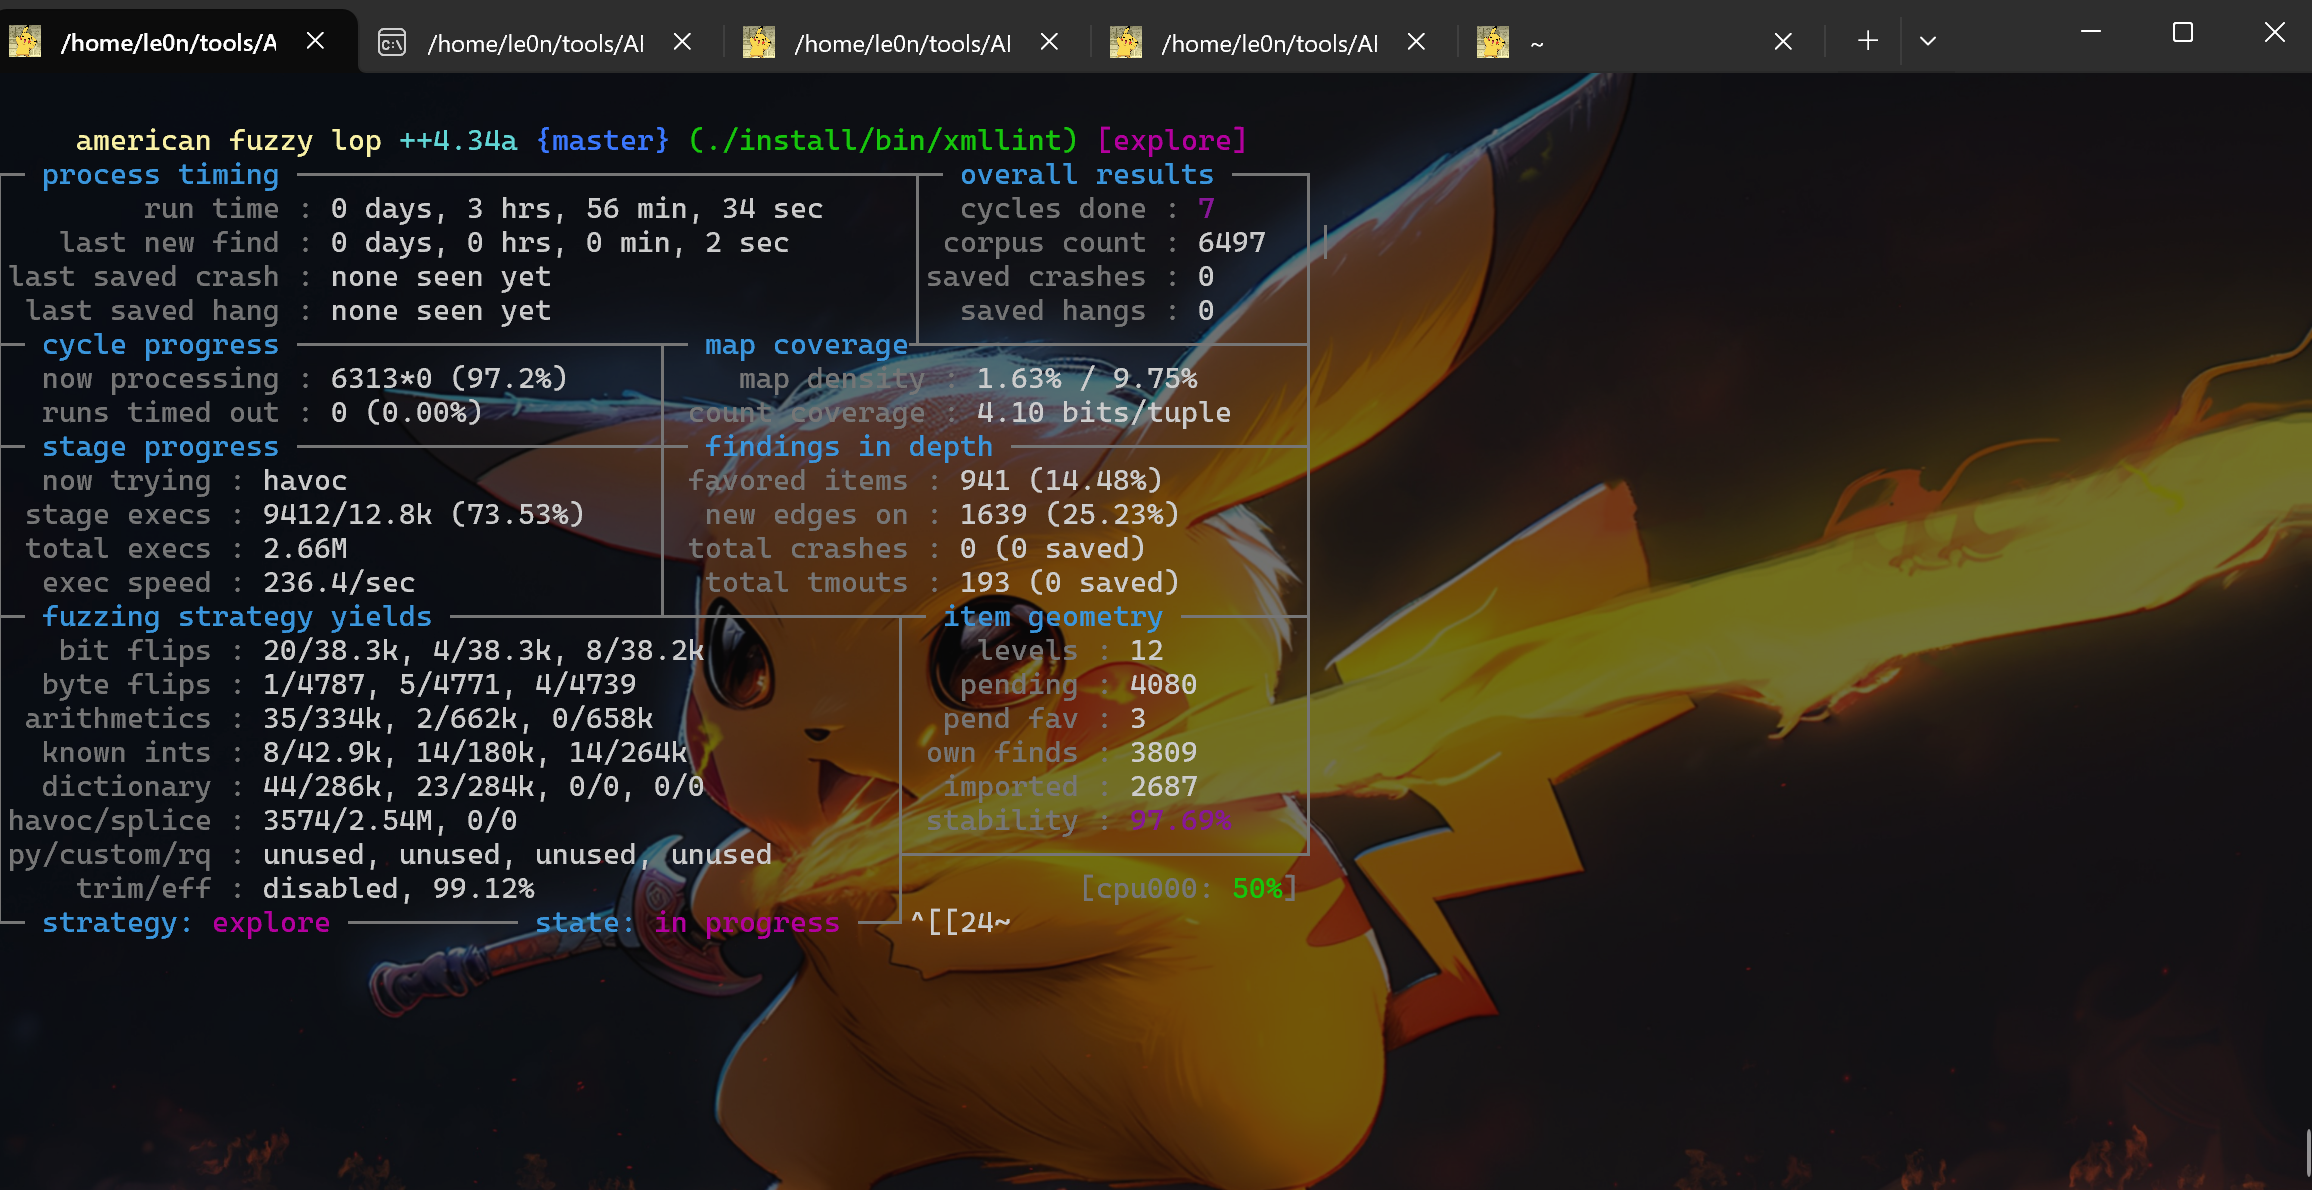 /home/le0n/tools/A /home/le0n/tools/Al /home/le0n/tools/Al /home/le0n/tools/Al ~
american fuzzy lop ++4.34a {master} (./install/bin/xmllint) [explore]
process timing overall results
run time : 0 days, 3 hrs, 56 min, 34 sec cycles done : 7
last new find : 0 days, 0 hrs, 0 min, 2 sec corpus count : 6497
last saved crash : none seen yet saved crashes : 0
last saved hang : none seen yet saved hangs : 0
cycle progress map coverage
now processing : 6313*0 (97.2%) map density : 1.63% / 9.75%
runs timed out : 0 (0.00%) count coverage : 4.10 bits/tuple
stage progress findings in depth
now trying : havoc favored items : 941 (14.48%)
stage execs : 9412/12.8k (73.53%) new edges on : 1639 (25.23%)
total execs : 2.66M total crashes : 0 (0 saved)
exec speed : 236.4/sec total tmouts : 193 (0 saved)
fuzzing strategy yields item geometry
bit flips : 20/38.3k, 4/38.3k, 8/38.2k levels : 12
byte flips : 1/4787, 5/4771, 4/4739 pending : 4080
arithmetics : 35/334k, 2/662k, 0/658k pend fav : 3
known ints : 8/42.9k, 14/180k, 14/264k own finds : 3809
dictionary : 44/286k, 23/284k, 0/0, 0/0 imported : 2687
havoc/splice : 3574/2.54M, 0/0 stability : 97.69%
py/custom/rq : unused, unused, unused, unused
trim/eff : disabled, 99.12% [cpu000: 50%]
strategy: explore state: in progress ^[[24~